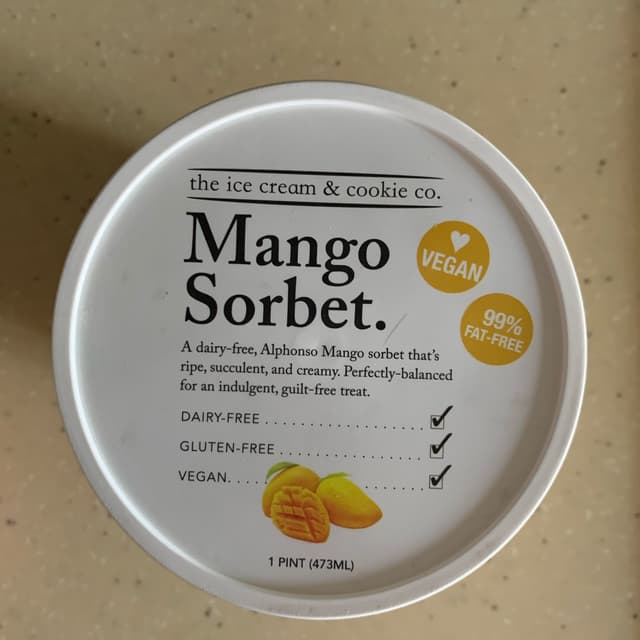 the ice cream & cookie co.
Mango
Sorbet.
VEGAN
99%
FAT-FREE
A dairy-free, Alphonso Mango sorbet that's
ripe, succulent, and creamy. Perfectly-balanced
for an indulgent, guilt-free treat.
DAIRY-FREE ..................... ✓
GLUTEN-FREE ................... ✓
VEGAN..... ............ ✓
1 PINT (473ML)